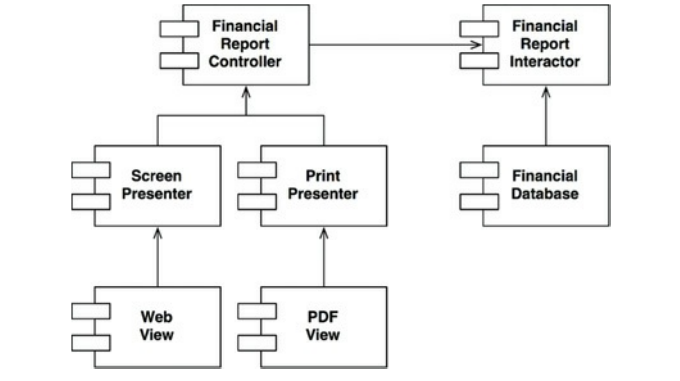 Financial
Report
Controller
Financial
Report
Interactor
Screen
Presenter
Print
Presenter
Financial
Database
Web
View
PDF
View